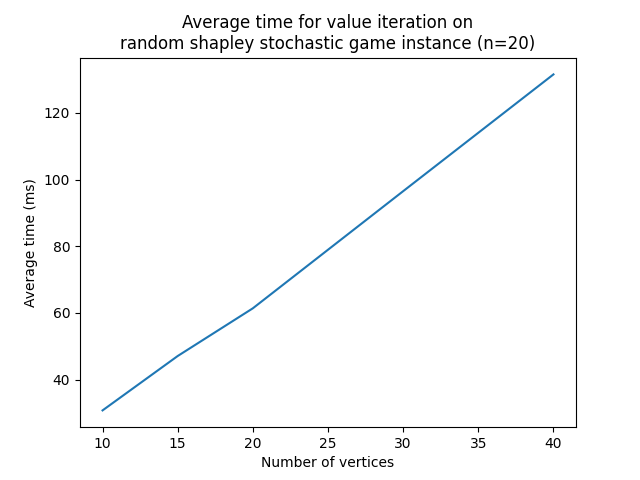 Average time for value iteration on
random shapley stochastic game instance (n=20)
120
100
80
60
40
Average time (ms)
10 15 20 25 30 35 40
Number of vertices